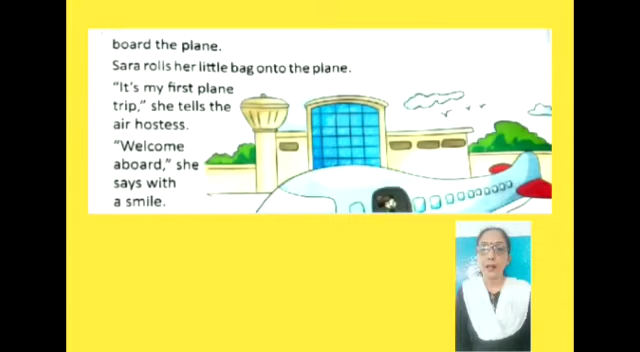 board the plane.
Sara rolls her little bag onto the plane.
“It’s my first plane
trip,” she tells the
air hostess.
“Welcome
aboard,” she
says with
a smile.